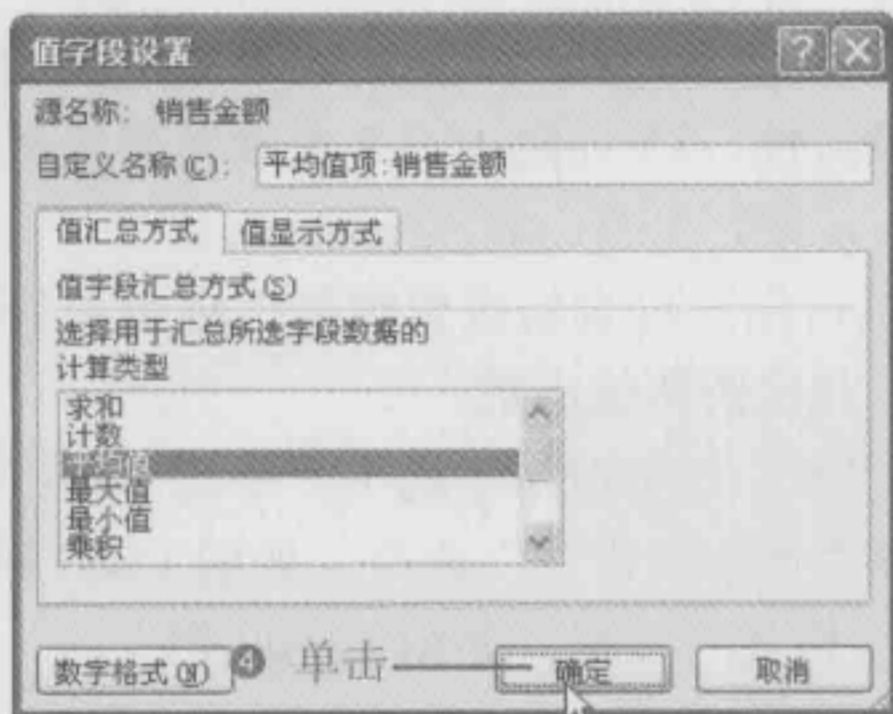 值字段设置
源名称: 销售金额
自定义名称(C): 平均值项:销售金额
值汇总方式 值显示方式
值字段汇总方式(S)
选择用于汇总所选字段数据的
计算类型
求和
计数
平均值
最大值
最小值
乘积
数字格式(N) ❹ 单击 确定 取消